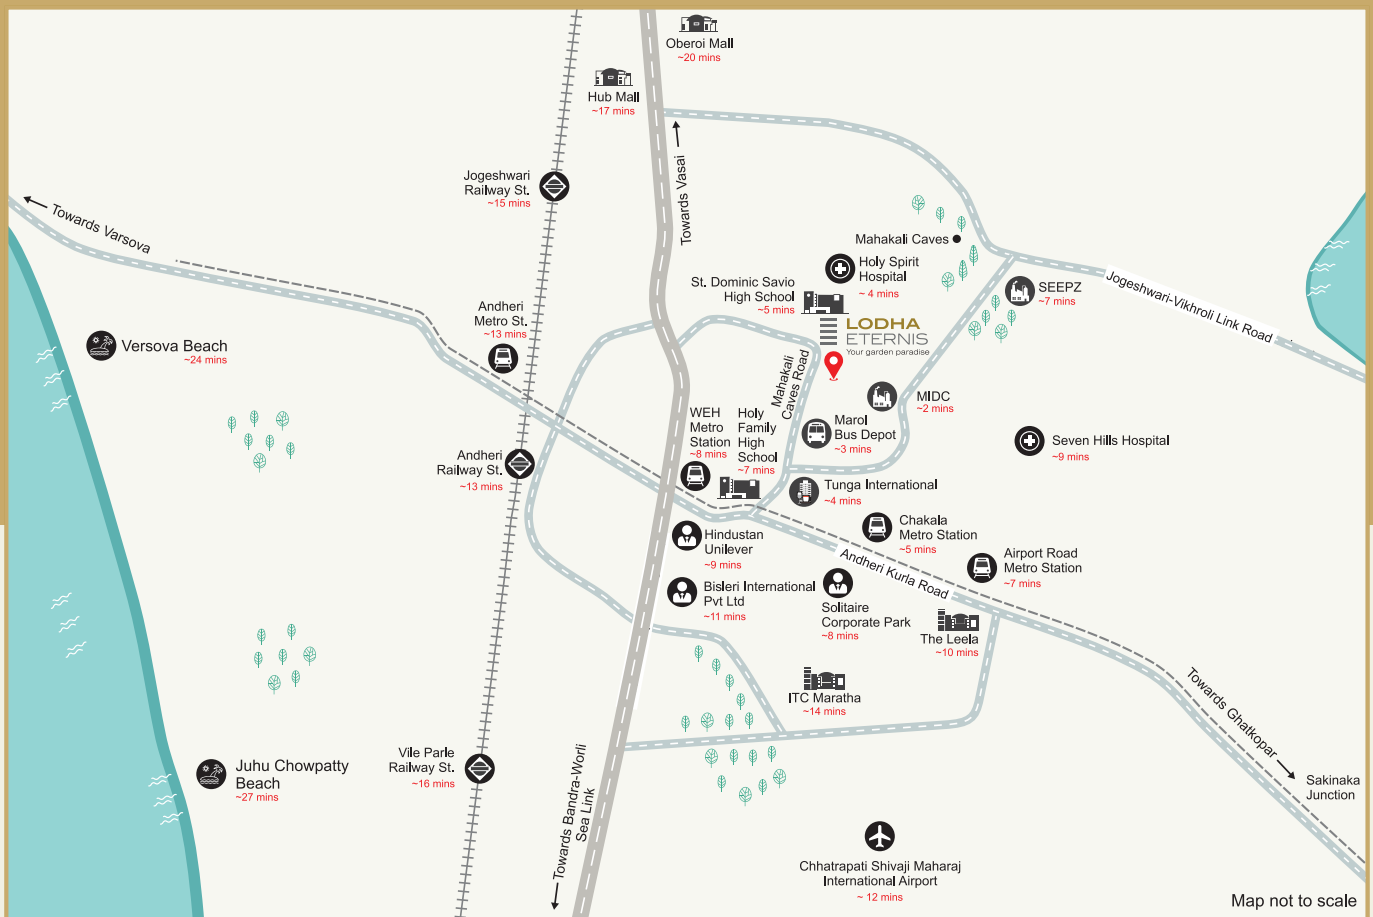 Oberoi Mall
~20 mins
Hub Mall
~17 mins
Towards Vasai
Jogeshwari
Railway St.
~15 mins
Towards Varsova
Mahakali Caves
Holy Spirit
Hospital
~ 4 mins
St. Dominic Savio
High School
~5 mins
SEEPZ
~7 mins
Jogeshwari-Vikhroli Link Road
LODHA
ETERNIS
Your garden paradise
Andheri
Metro St.
~13 mins
Versova Beach
~24 mins
Mahakali
Caves Road
MIDC
~2 mins
WEH
Metro
Station
~8 mins
Holy
Family
High
School
~7 mins
Marol
Bus Depot
~3 mins
Seven Hills Hospital
~9 mins
Andheri
Railway St.
~13 mins
Tunga International
~4 mins
Chakala
Metro Station
~5 mins
Hindustan
Unilever
~9 mins
Andheri Kurla Road
Airport Road
Metro Station
~7 mins
Bisleri International
Pvt Ltd
~11 mins
Solitaire
Corporate Park
~8 mins
The Leela
~10 mins
ITC Maratha
~14 mins
Towards Ghatkopar
Sakinaka
Junction
Vile Parle
Railway St.
~16 mins
Juhu Chowpatty
Beach
~27 mins
Towards Bandra-Worli
Sea Link
Chhatrapati Shivaji Maharaj
International Airport
~ 12 mins
Map not to scale